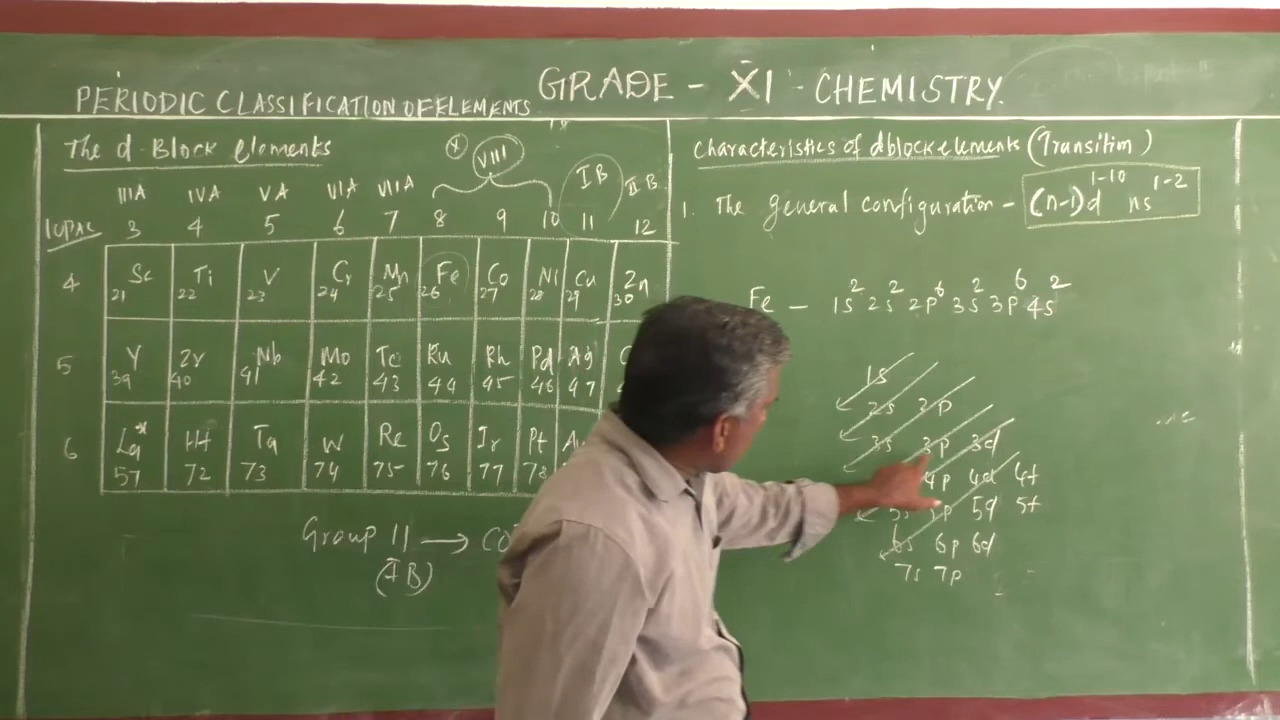 PERIODIC CLASSIFICATION OF ELEMENTS
GRADE - XI - CHEMISTRY.
The d-Block elements
X VIII
IIIA IVA VA VIA VIIA IB IIB
IUPAC 3 4 5 6 7 8 9 10 11 12
4 Sc Ti V Cr Mn Fe Co Ni Cu Zn
21 22 23 24 25 26 27 28 29 30
5 Y Zr Nb Mo Tc Ru Rh Pd Ag
39 40 41 42 43 44 45 46 47
6 La* Hf Ta W Re Os Ir Pt
57 72 73 74 75 76 77 78
Group 11 →
(IB)
Characteristics of d block elements (Transition)
1. The general configuration - (n-1)d¹⁻¹⁰ ns¹⁻²
Fe - 1s² 2s² 2p⁶ 3s² 3p⁶ 4s²
1s
2s 2p
3s 3p 3d
4p 4d 4f
5s 5p 5d 5f
6s 6p 6d
7s 7p